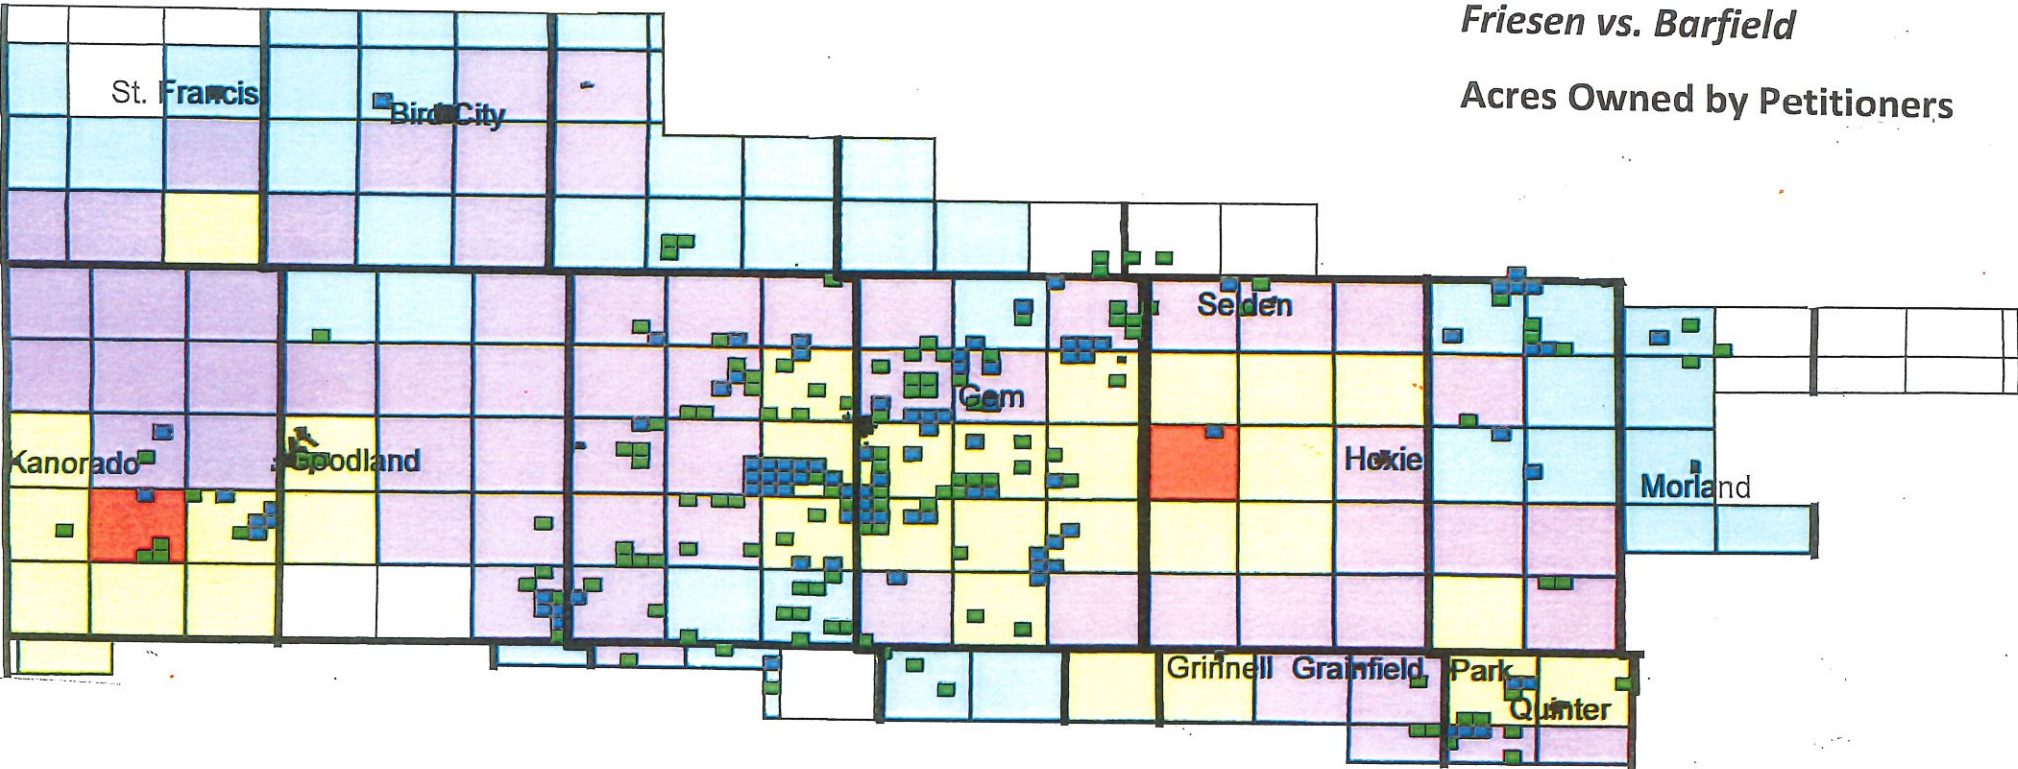 Friesen vs. Barfield
Acres Owned by Petitioners
St. Francis
Bird City
Selden
Gem
Kanorado
Goodland
Hoxie
Morland
Grinnell
Grainfield
Park
Quinter